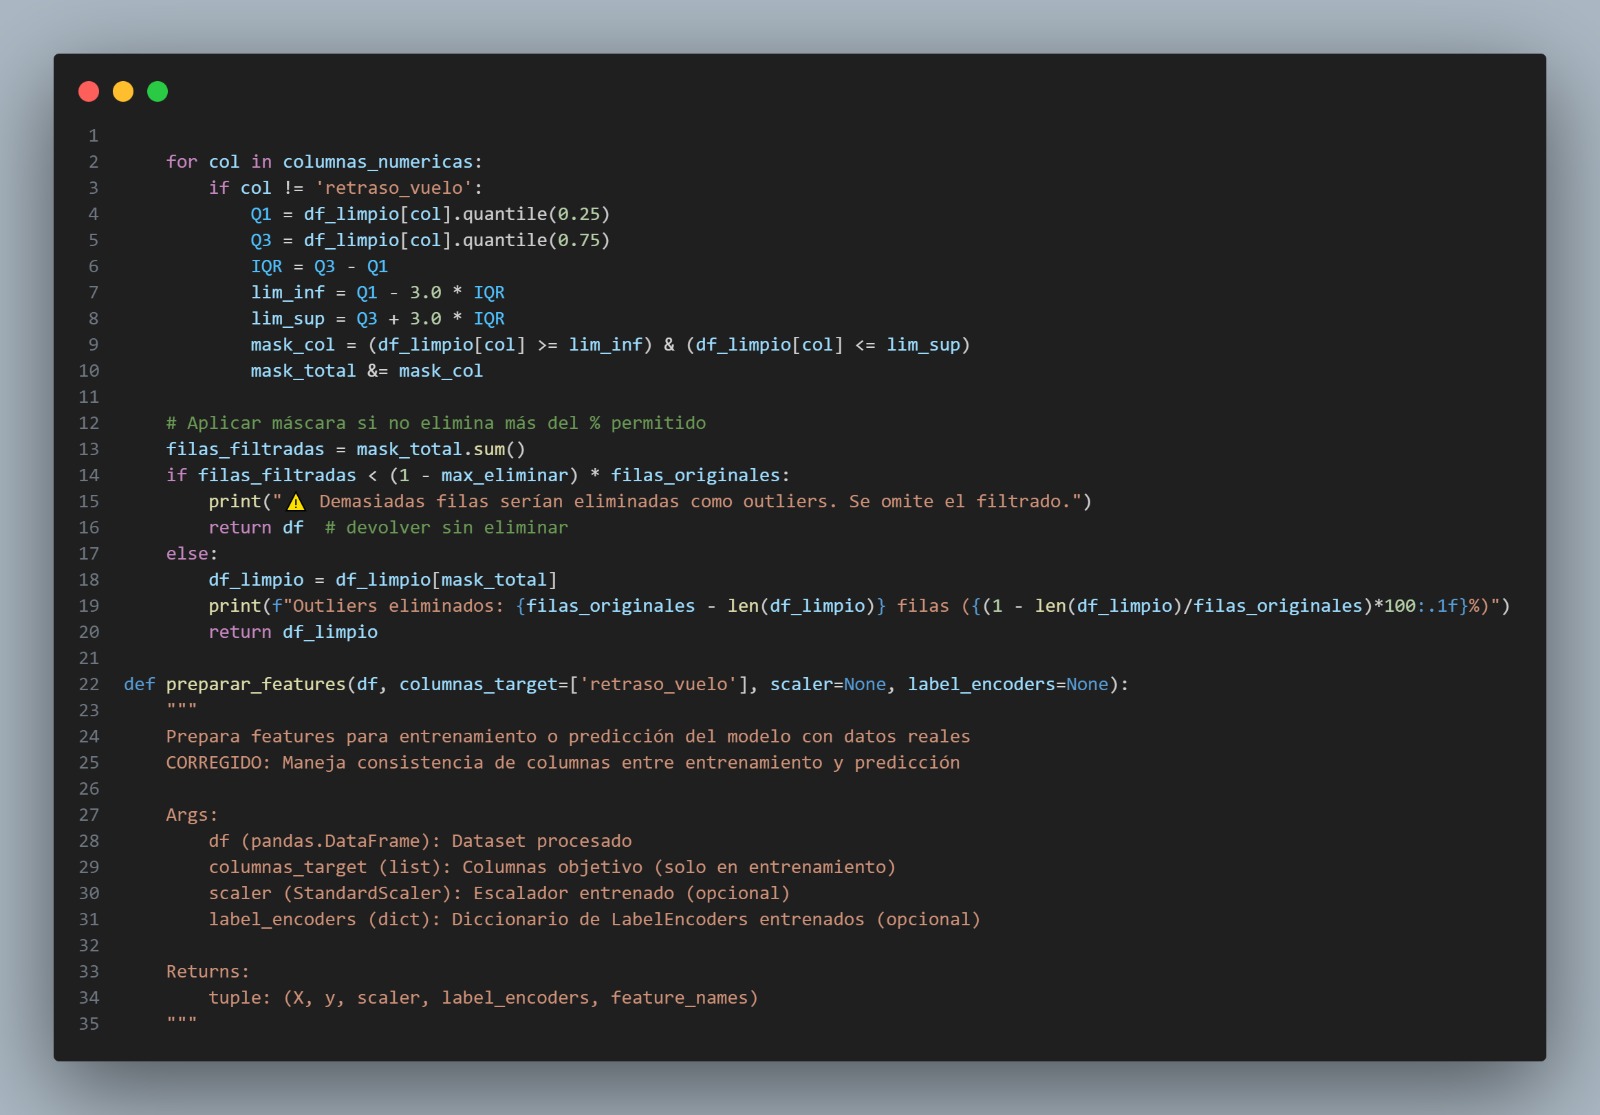 1
2    for col in columnas_numericas:
3        if col != 'retraso_vuelo':
4            Q1 = df_limpio[col].quantile(0.25)
5            Q3 = df_limpio[col].quantile(0.75)
6            IQR = Q3 - Q1
7            lim_inf = Q1 - 3.0 * IQR
8            lim_sup = Q3 + 3.0 * IQR
9            mask_col = (df_limpio[col] >= lim_inf) & (df_limpio[col] <= lim_sup)
10            mask_total &= mask_col
11
12    # Aplicar máscara si no elimina más del % permitido
13    filas_filtradas = mask_total.sum()
14    if filas_filtradas < (1 - max_eliminar) * filas_originales:
15        print("⚠️ Demasiadas filas serían eliminadas como outliers. Se omite el filtrado.")
16        return df  # devolver sin eliminar
17    else:
18        df_limpio = df_limpio[mask_total]
19        print(f"Outliers eliminados: {filas_originales - len(df_limpio)} filas ({(1 - len(df_limpio)/filas_originales)*100:.1f}%)")
20        return df_limpio
21
22 def preparar_features(df, columnas_target=['retraso_vuelo'], scaler=None, label_encoders=None):
23    """
24    Prepara features para entrenamiento o predicción del modelo con datos reales
25    CORREGIDO: Maneja consistencia de columnas entre entrenamiento y predicción
26
27    Args:
28        df (pandas.DataFrame): Dataset procesado
29        columnas_target (list): Columnas objetivo (solo en entrenamiento)
30        scaler (StandardScaler): Escalador entrenado (opcional)
31        label_encoders (dict): Diccionario de LabelEncoders entrenados (opcional)
32
33    Returns:
34        tuple: (X, y, scaler, label_encoders, feature_names)
35    """